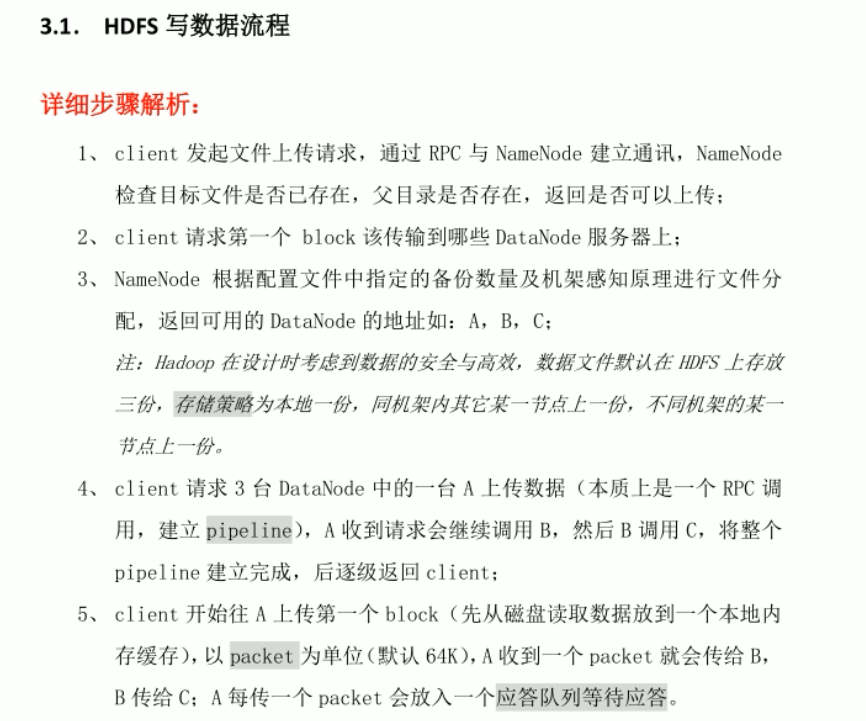 3.1. HDFS 写数据流程
详细步骤解析：
1、 client 发起文件上传请求，通过 RPC 与 NameNode 建立通讯，NameNode
检查目标文件是否已存在，父目录是否存在，返回是否可以上传；
2、 client 请求第一个 block 该传输到哪些 DataNode 服务器上；
3、 NameNode 根据配置文件中指定的备份数量及机架感知原理进行文件分
配，返回可用的 DataNode 的地址如：A，B，C；
注：Hadoop 在设计时考虑到数据的安全与高效，数据文件默认在 HDFS 上存放
三份，存储策略为本地一份，同机架内其它某一节点上一份，不同机架的某一
节点上一份。
4、 client 请求 3 台 DataNode 中的一台 A 上传数据（本质上是一个 RPC 调
用，建立 pipeline），A 收到请求会继续调用 B，然后 B 调用 C，将整个
pipeline 建立完成，后逐级返回 client；
5、 client 开始往 A 上传第一个 block（先从磁盘读取数据放到一个本地内
存缓存），以 packet 为单位（默认 64K），A 收到一个 packet 就会传给 B，
B 传给 C；A 每传一个 packet 会放入一个应答队列等待应答。